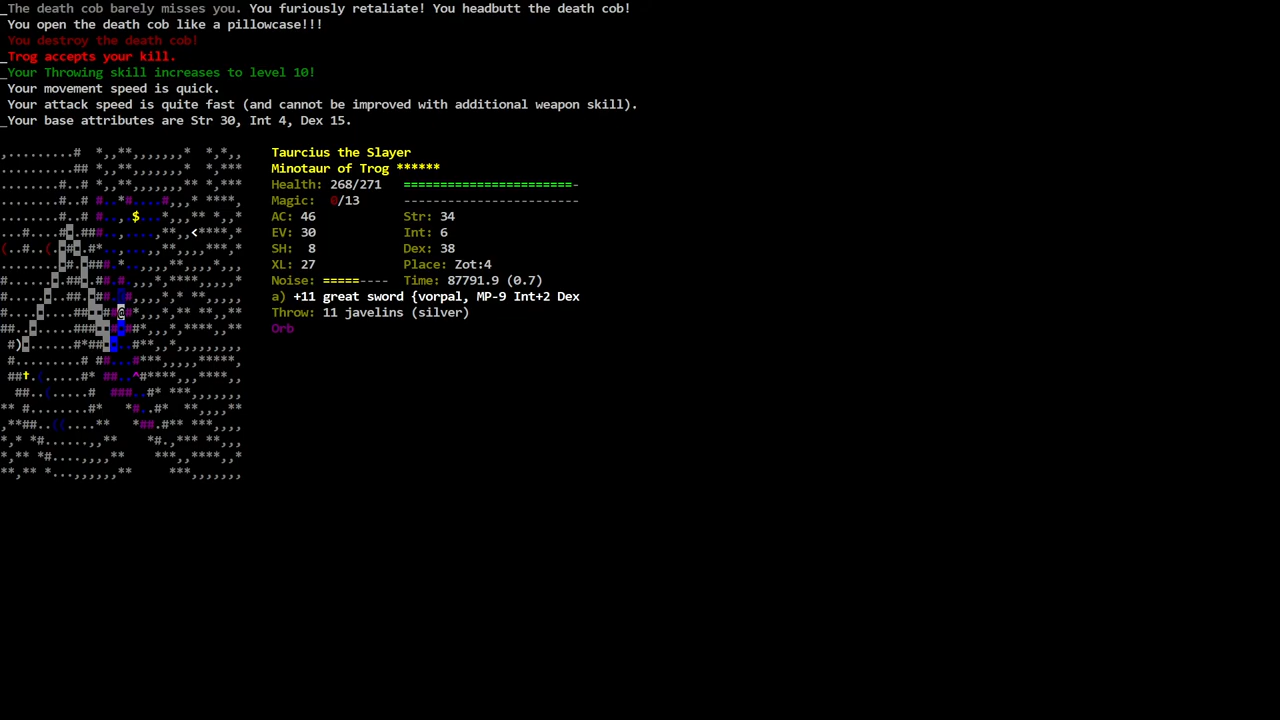 _The death cob barely misses you. You furiously retaliate! You headbutt the death cob!
You open the death cob like a pillowcase!!!
You destroy the death cob!
_Trog accepts your kill.
_Your Throwing skill increases to level 10!
Your movement speed is quick.
Your attack speed is quite fast (and cannot be improved with additional weapon skill).
_Your base attributes are Str 30, Int 4, Dex 15.
Taurcius the Slayer
Minotaur of Trog ******
Health: 268/271 =======================-
Magic: 0/13 ------------------------
AC: 46 Str: 34
EV: 30 Int: 6
SH: 8 Dex: 38
XL: 27 Place: Zot:4
Noise: =====---- Time: 87791.9 (0.7)
a) +11 great sword {vorpal, MP-9 Int+2 Dex
Throw: 11 javelins (silver)
Orb